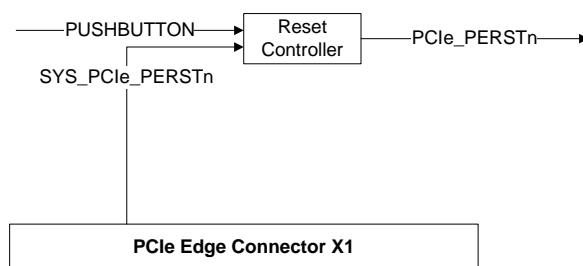 PUSHBUTTON
Reset
Controller
PCIe_PERSTn
SYS_PCIe_PERSTn
PCIe Edge Connector X1